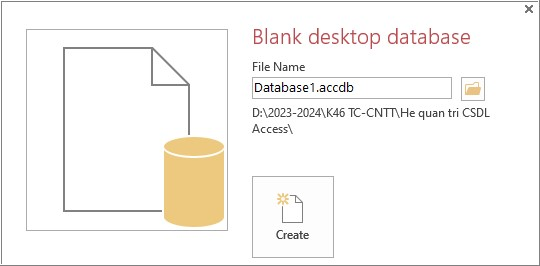 Blank desktop database
File Name
Database1.accdb
D:\2023-2024\K46 TC-CNTT\He quan tri CSDL
Access\
Create